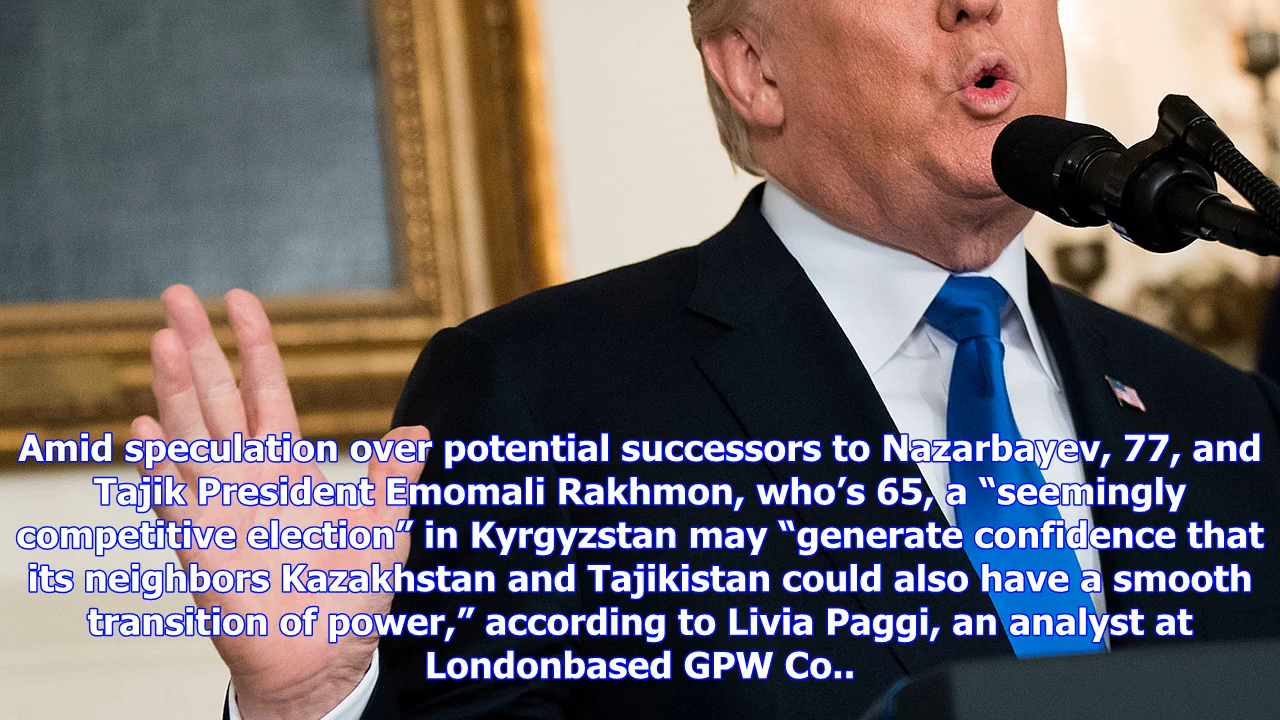 Amid speculation over potential successors to Nazarbayev, 77, and
Tajik President Emomali Rakhmon, who’s 65, a “seemingly
competitive election” in Kyrgyzstan may “generate confidence that
its neighbors Kazakhstan and Tajikistan could also have a smooth
transition of power,” according to Livia Paggi, an analyst at
Londonbased GPW Co..